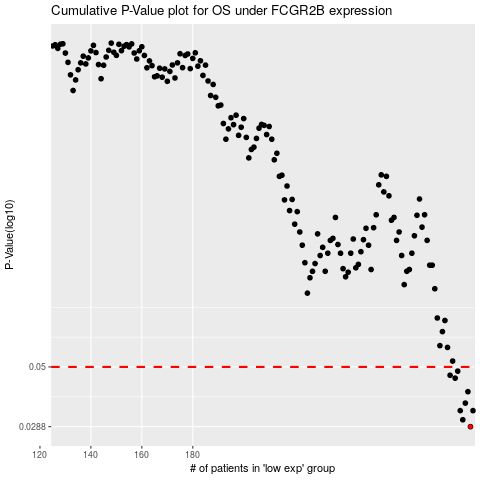 Cumulative P-Value plot for OS under FCGR2B expression
P-Value(log10)
0.05
0.0288
120 140 160 180
# of patients in 'low exp' group